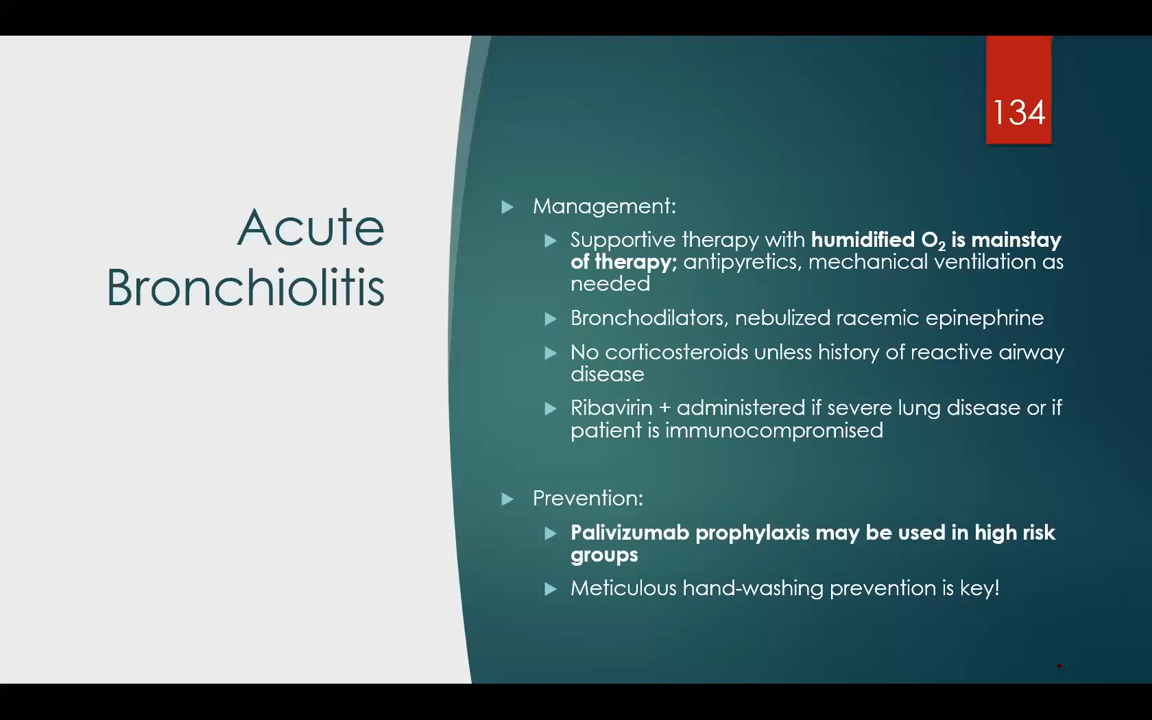 134
Acute
Bronchiolitis
Management:
Supportive therapy with humidified O₂ is mainstay
of therapy; antipyretics, mechanical ventilation as
needed
Bronchodilators, nebulized racemic epinephrine
No corticosteroids unless history of reactive airway
disease
Ribavirin + administered if severe lung disease or if
patient is immunocompromised
Prevention:
Palivizumab prophylaxis may be used in high risk
groups
Meticulous hand-washing prevention is key!